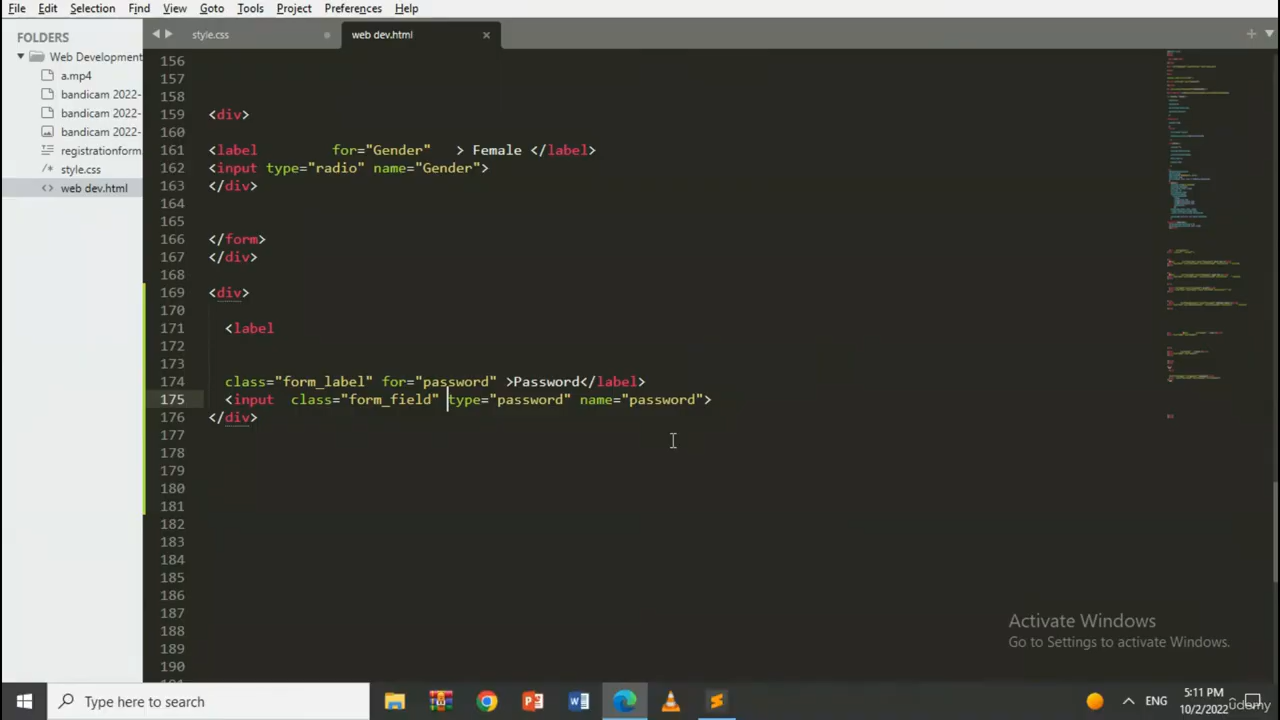 File Edit Selection Find View Goto Tools Project Preferences Help
FOLDERS
Web Development
a.mp4
bandicam 2022-
bandicam 2022-
bandicam 2022-
registrationform.
style.css
web dev.html
style.css
web dev.html
156
157
158
159 <div>
160
161 <label for="Gender" > Female </label>
162 <input type="radio" name="Gender">
163 </div>
164
165
166 </form>
167 </div>
168
169 <div>
170
171 <label
172
173
174 class="form_label" for="password" >Password</label>
175 <input class="form_field" type="password" name="password">
176 </div>
177
178
179
180
181
182
183
184
185
186
187
188
189
190
Activate Windows
Go to Settings to activate Windows.
Type here to search
ENG
5:11 PM
10/2/2022
ûdemy